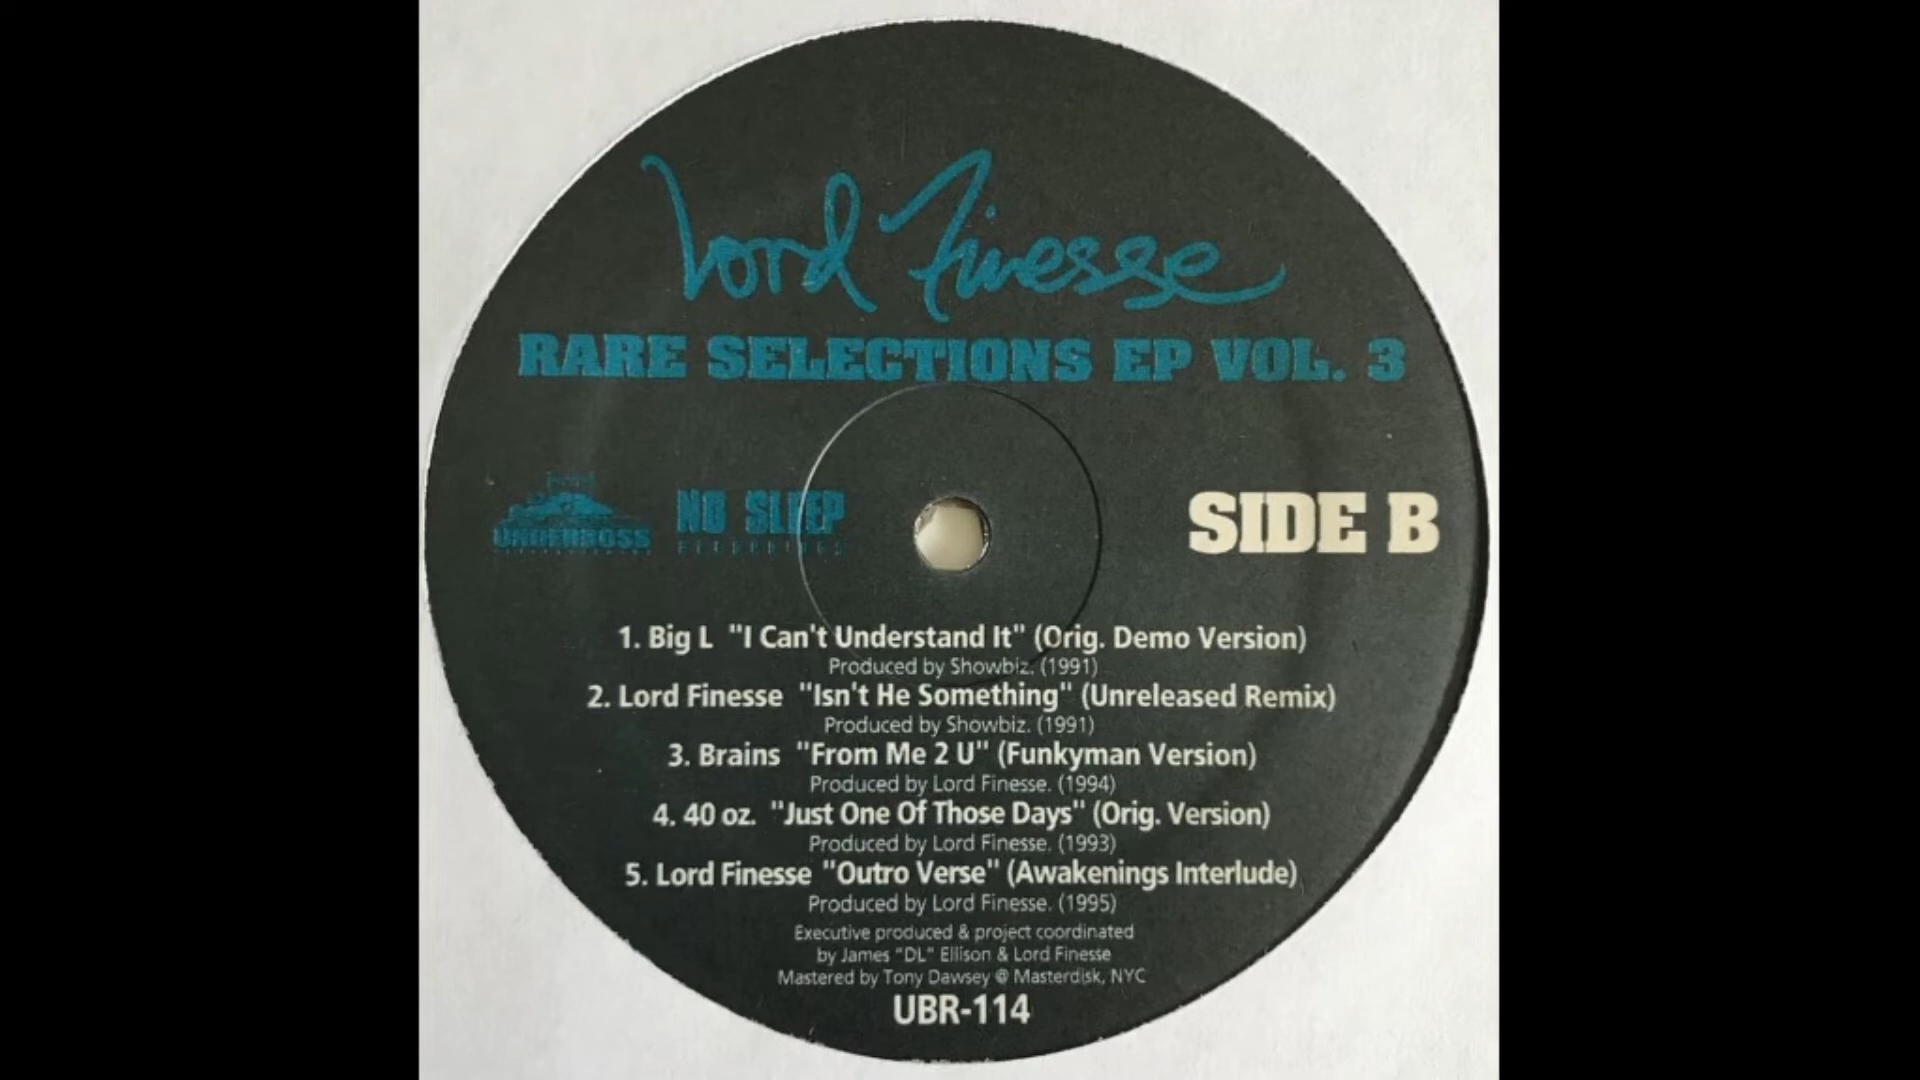 Lord Finesse
RARE SELECTIONS EP VOL. 3
UNDERBOSS
NO SLEEP
RECORDINGS
SIDE B
1. Big L "I Can't Understand It" (Orig. Demo Version)
Produced by Showbiz. (1991)
2. Lord Finesse "Isn't He Something" (Unreleased Remix)
Produced by Showbiz. (1991)
3. Brains "From Me 2 U" (Funkyman Version)
Produced by Lord Finesse. (1994)
4. 40 oz. "Just One Of Those Days" (Orig. Version)
Produced by Lord Finesse. (1993)
5. Lord Finesse "Outro Verse" (Awakenings Interlude)
Produced by Lord Finesse. (1995)
Executive produced & project coordinated
by James "DL" Ellison & Lord Finesse
Mastered by Tony Dawsey @ Masterdisk, NYC
UBR-114